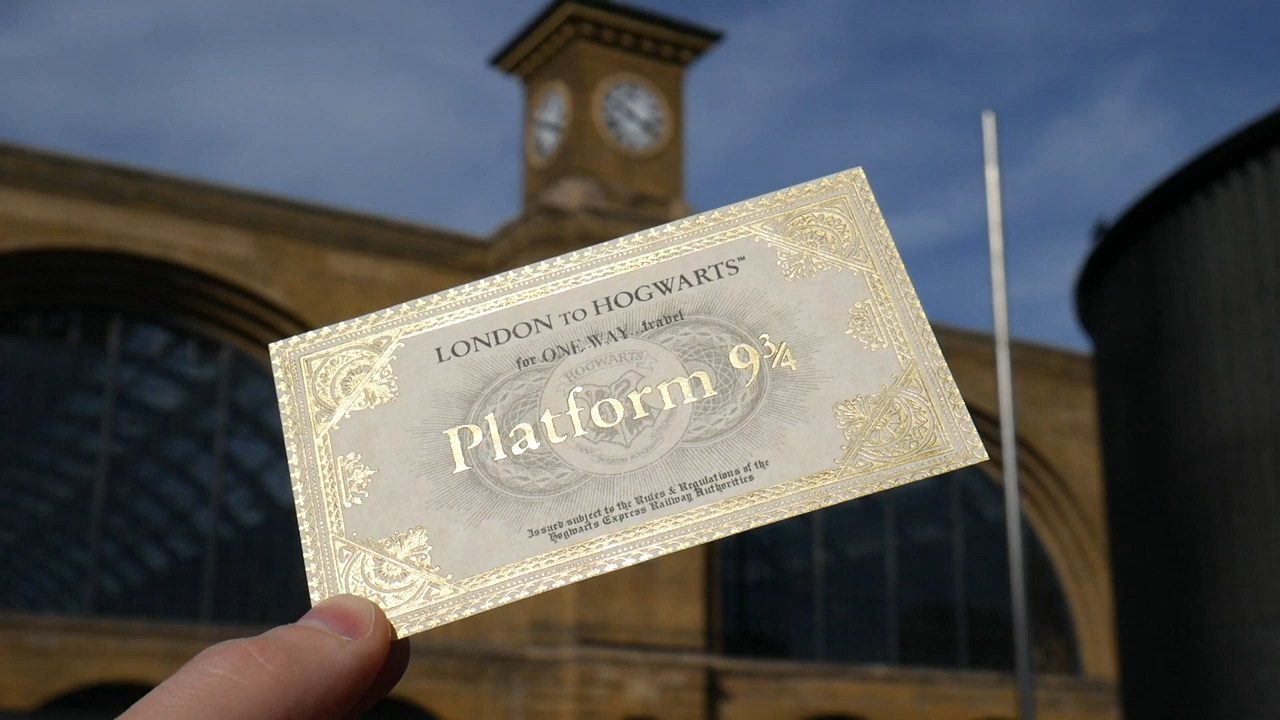 LONDON TO HOGWARTS™
for ONE WAY...travel
HOGWARTS
Platform 9¾
Issued subject to the Rules & Regulations of the
Hogwarts Express Railway Authorities